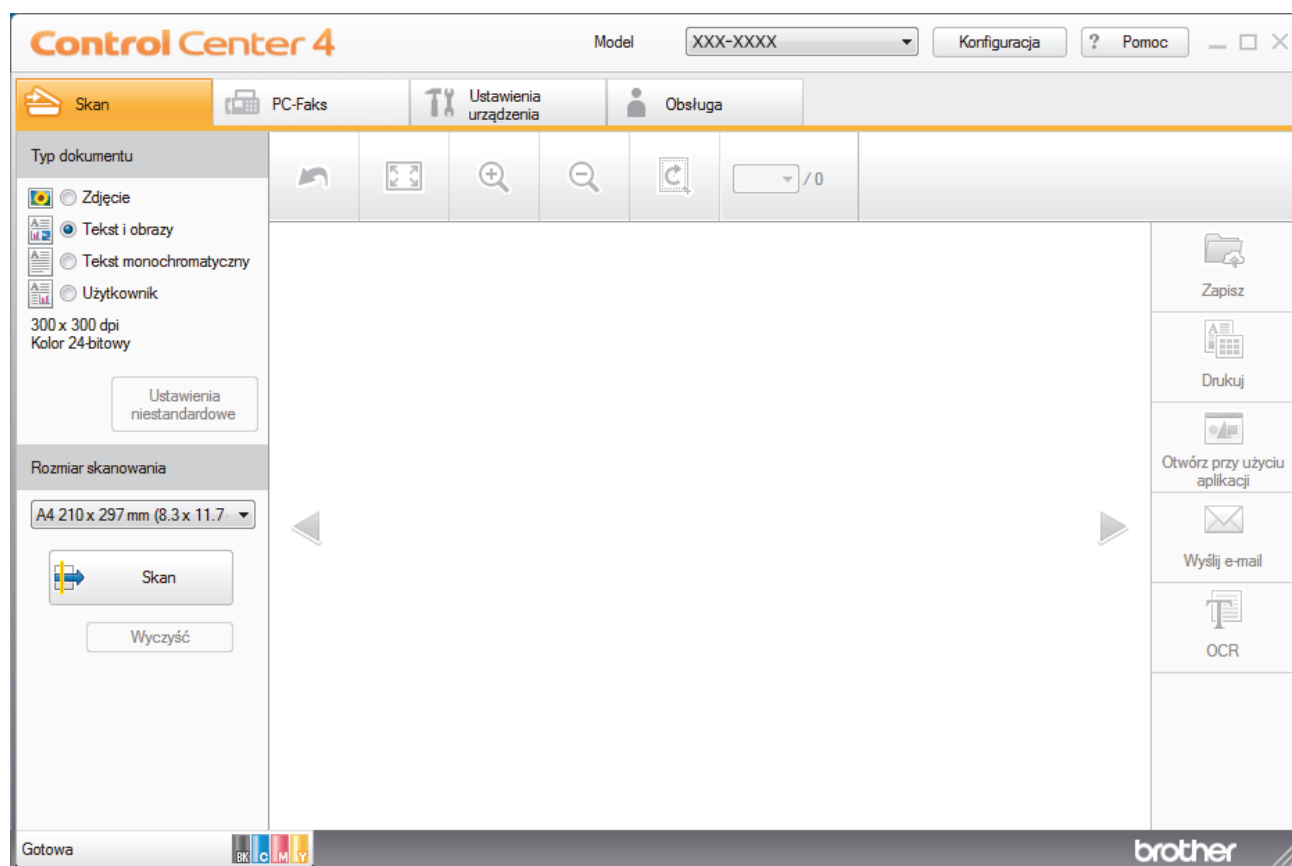 Control Center 4
Model
XXX-XXXX
Konfiguracja
? Pomoc
Skan
PC-Faks
Ustawienia
urządzenia
Obsługa
Typ dokumentu
Zdjęcie
Tekst i obrazy
Tekst monochromatyczny
Użytkownik
300 x 300 dpi
Kolor 24-bitowy
Ustawienia
niestandardowe
Rozmiar skanowania
A4 210 x 297 mm (8.3 x 11.7
Skan
Wyczyść
/ 0
Zapisz
Drukuj
Otwórz przy użyciu
aplikacji
Wyślij e-mail
OCR
Gotowa
BK C M Y
brother